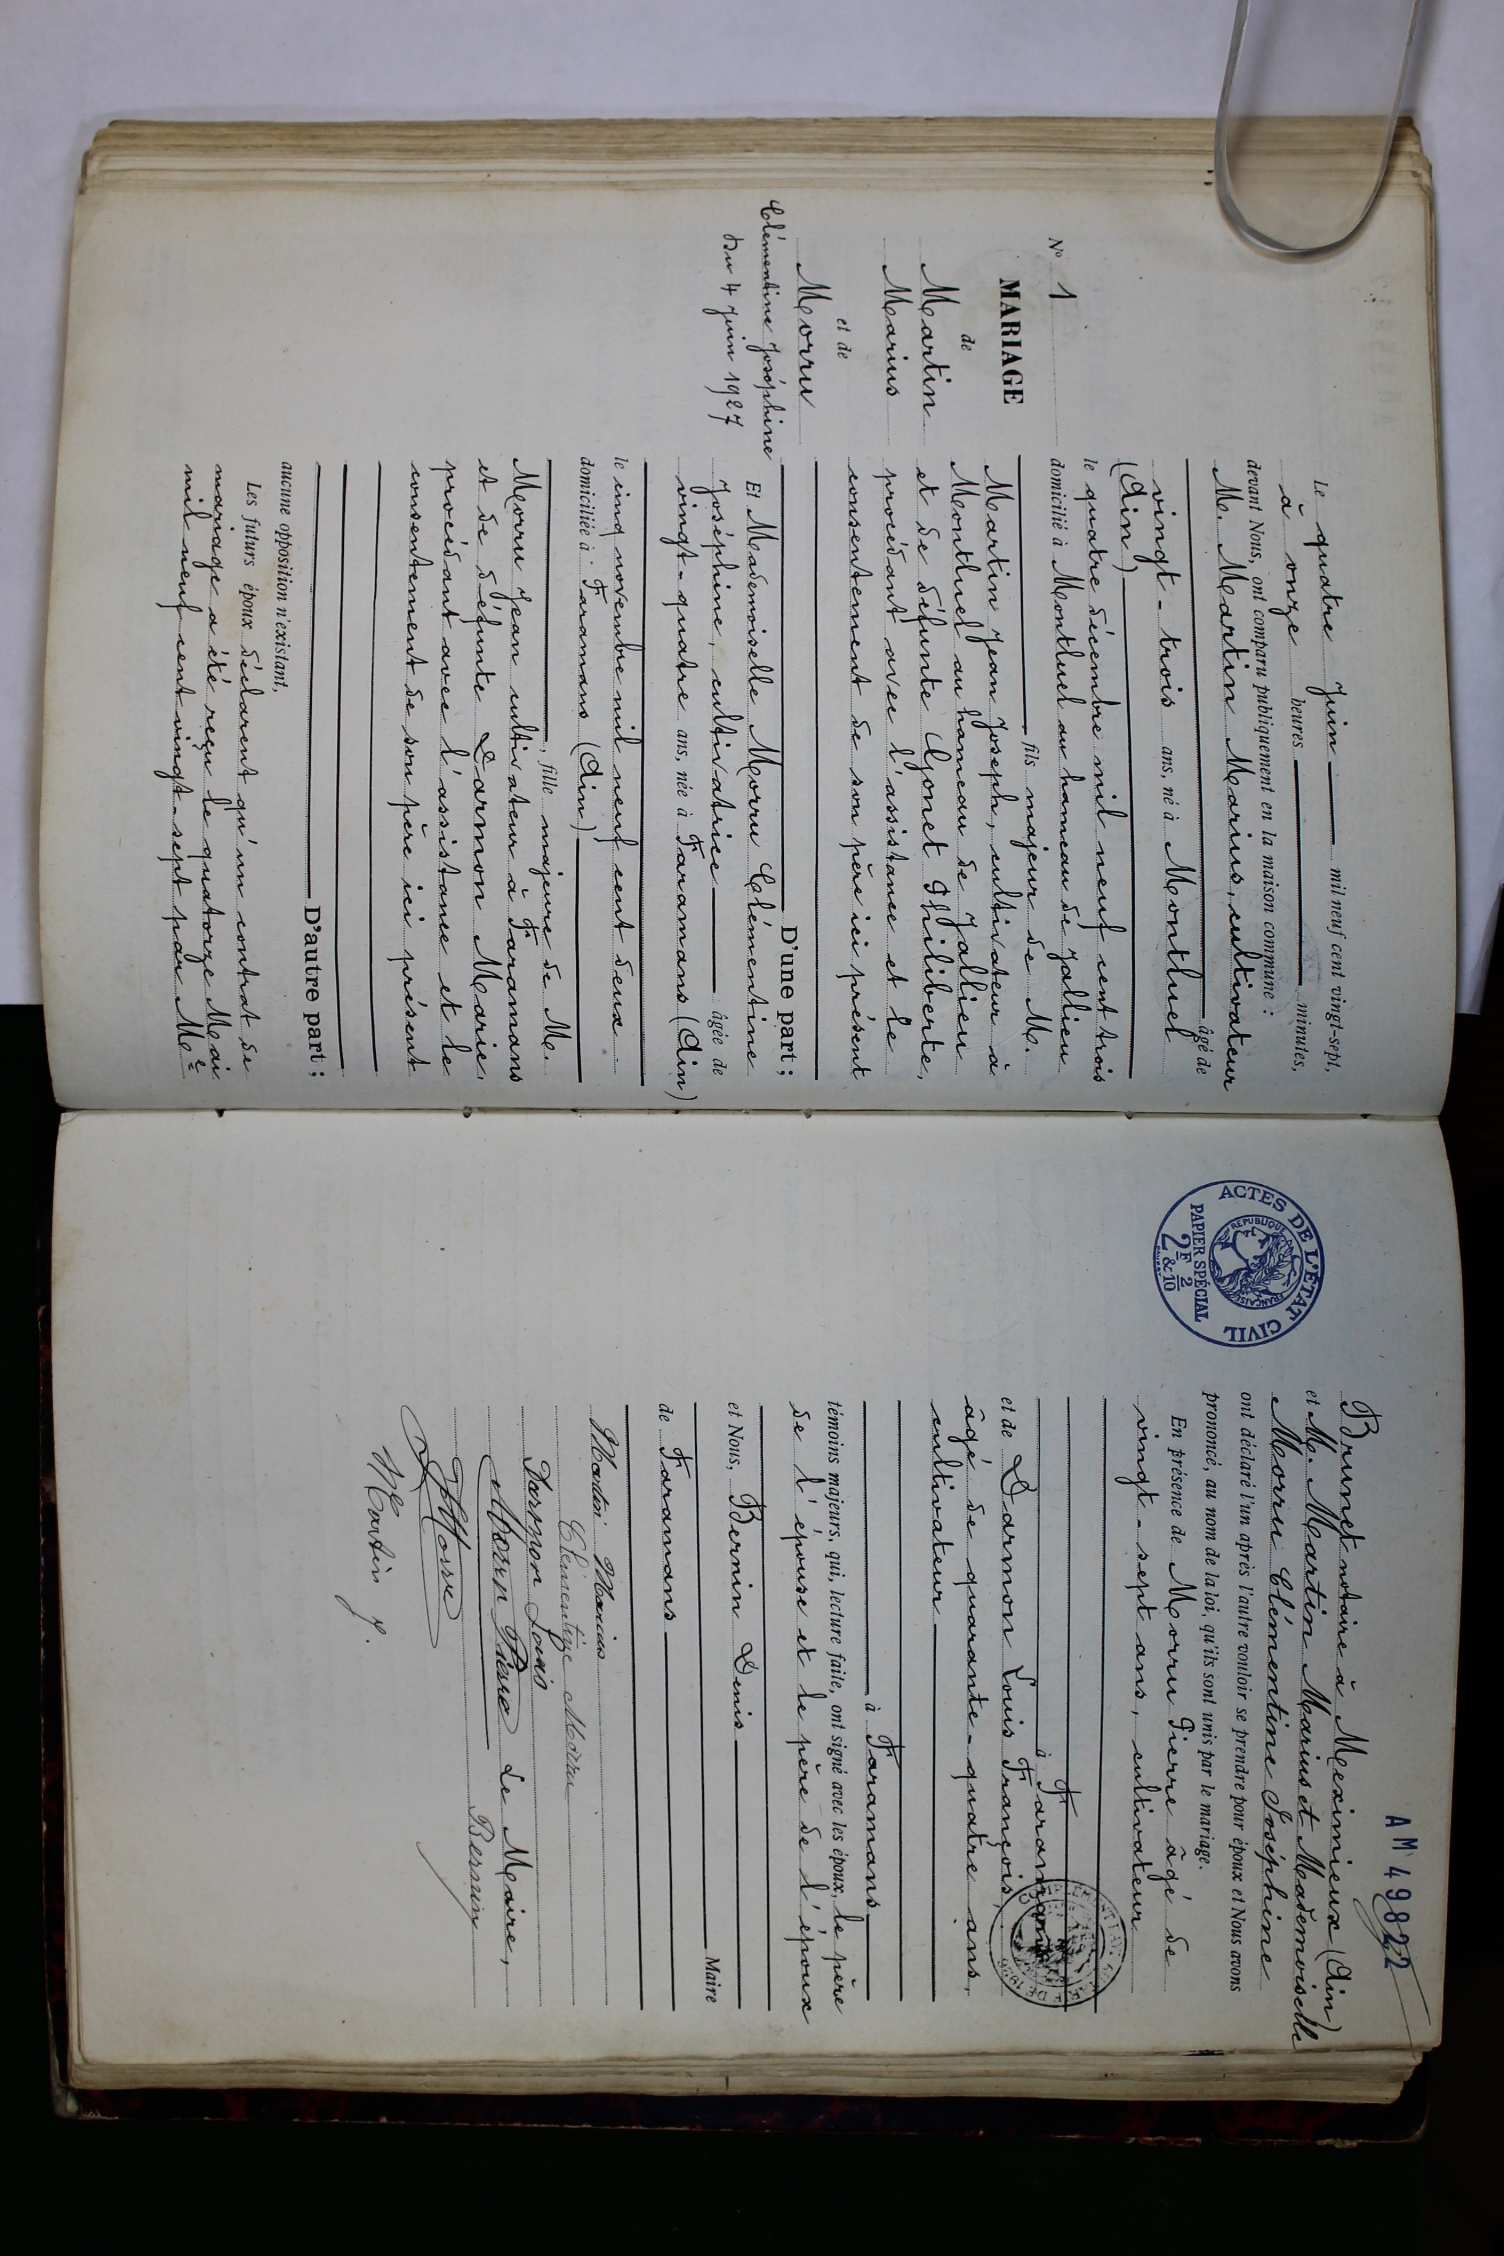 N° 1
MARIAGE
de
Martin
Marius
et de
Morru
Clémentine Joséphine
Du 4 Juin 1927
Le quatre Juin mil neuf cent vingt-sept,
à onze heures minutes,
devant Nous, ont comparu publiquement en la maison commune :
M. Martin Marius, cultivateur
âgé de
vingt-trois ans, né à Montluel
(Ain)
le quatre décembre mil neuf cent trois
domicilié à Montluel au hameau de Jallieu
fils majeur de M.
Martin Jean Joseph, cultivateur à
Montluel au hameau de Jallieu
et de défunte Gonet Philiberte,
procédant avec l'assistance et le
consentement de son père ici présent
D'une part ;
Et Mademoiselle Morru Clémentine
Joséphine, cultivatrice âgée de
vingt-quatre ans, née à Faramans (Ain)
le cinq novembre mil neuf cent deux
domiciliée à Faramans (Ain)
, fille majeure de M.
Morru Jean cultivateur à Faramans
et de défunte Darmon Marie,
procédant avec l'assistance et le
consentement de son père ici présent
D'autre part ;
aucune opposition n'existant,
Les futurs époux déclarent qu'un contrat de
mariage a été reçu le quatorze Mai
mil neuf cent vingt-sept par Me
AM 49822
ACTES DE L'ÉTAT CIVIL
RÉPUBLIQUE FRANÇAISE
PAPIER SPÉCIAL
2F 2/10
Brunet notaire à Meximieux (Ain)
et M. Martin Marius et Mademoiselle
Morru Clémentine Joséphine
ont déclaré l'un après l'autre vouloir se prendre pour époux et Nous avons
prononcé, au nom de la loi, qu'ils sont unis par le mariage.
En présence de Morru Pierre âgé de
vingt-sept ans, cultivateur
à Faramans
et de Darmon Louis François,
âgé de quarante-quatre ans,
cultivateur
à Faramans
témoins majeurs, qui, lecture faite, ont signé avec les époux, le père
de l'épouse et le père de l'époux
et Nous, Bernin Denis Maire
de Faramans
Martin Marius
Clémentine Morru
Darmon Louis
Morru Pierre Le Maire,
Bernin
Martin J.